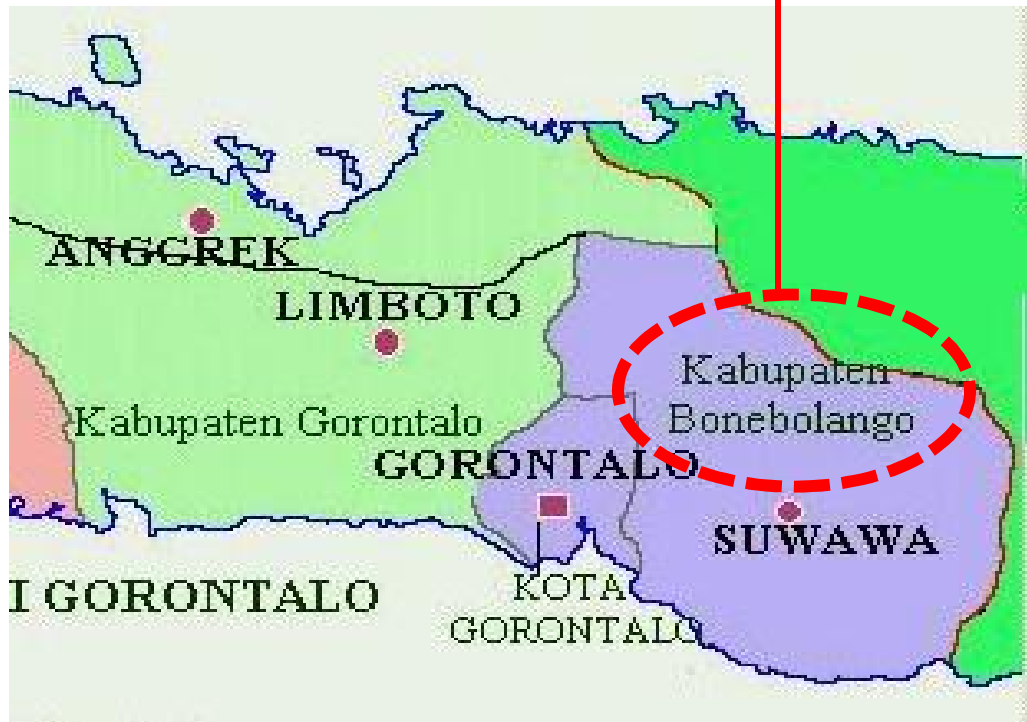 ANGGREK
LIMBOTO
Kabupaten
Bonebolango
Kabupaten Gorontalo
GORONTALO
SUWAWA
I GORONTALO
KOTA
GORONTALO